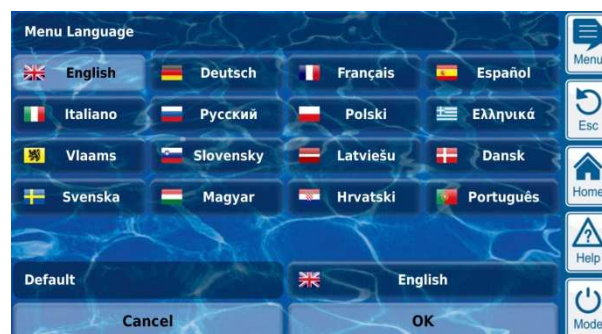 Menu Language
English Deutsch Français Español
Italiano Русский Polski Ελληνικά
Vlaams Slovensky Latviešu Dansk
Svenska Magyar Hrvatski Português
Default English
Cancel OK
Menu
Esc
Home
Help
Mode